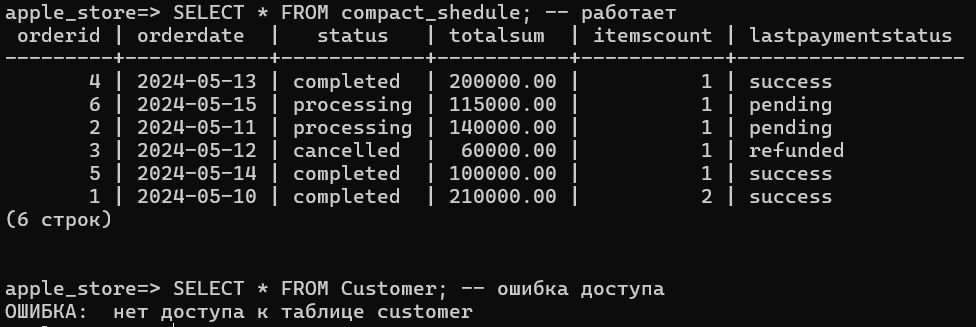 apple_store=> SELECT * FROM compact_shedule; -- работает
 orderid | orderdate  |   status   | totalsum  | itemscount | lastpaymentstatus
---------+------------+------------+-----------+------------+-------------------
       4 | 2024-05-13 | completed  | 200000.00 |          1 | success
       6 | 2024-05-15 | processing | 115000.00 |          1 | pending
       2 | 2024-05-11 | processing | 140000.00 |          1 | pending
       3 | 2024-05-12 | cancelled  |  60000.00 |          1 | refunded
       5 | 2024-05-14 | completed  | 100000.00 |          1 | success
       1 | 2024-05-10 | completed  | 210000.00 |          2 | success
(6 строк)
apple_store=> SELECT * FROM Customer; -- ошибка доступа
ОШИБКА:  нет доступа к таблице customer